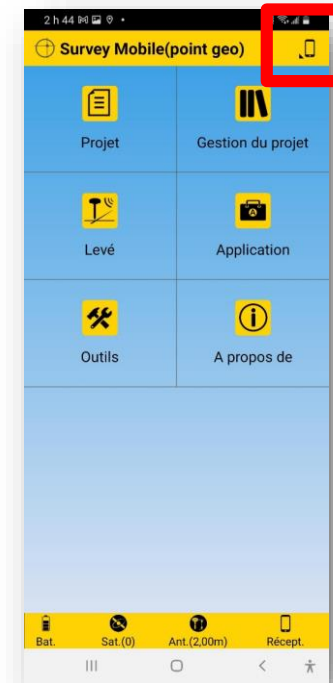 2 h 44
Survey Mobile(point geo)
Projet
Gestion du projet
Levé
Application
Outils
A propos de
Bat.
Sat.(0)
Ant.(2,00m)
Récept.